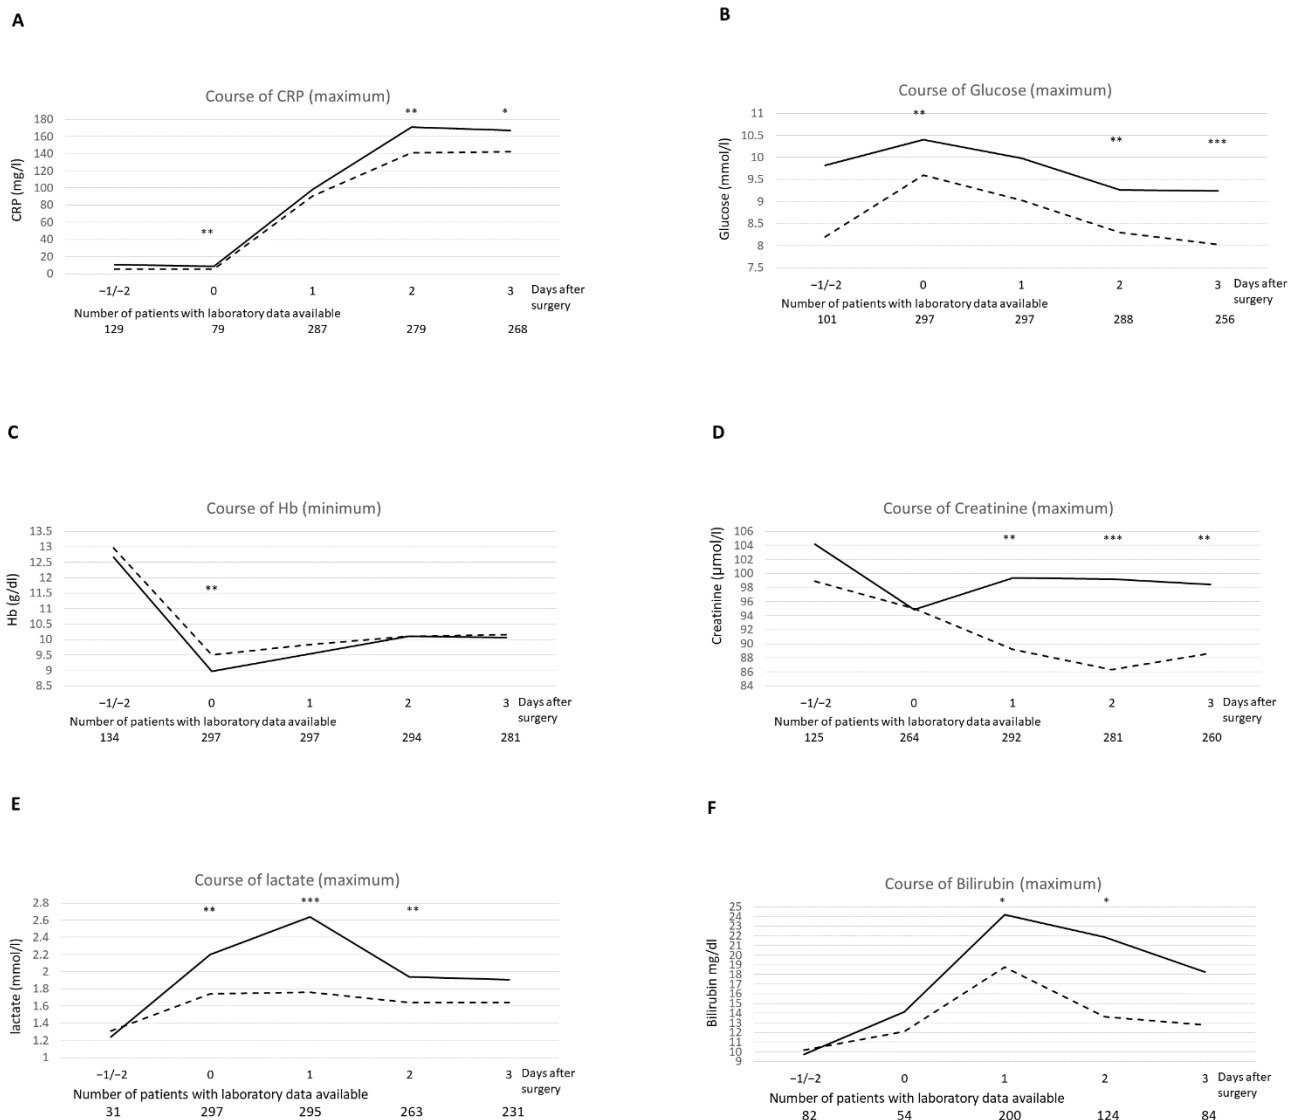 A
Course of CRP (maximum)
** *
180
160
140
120
100
80
60
40
20
0
CRP (mg/l)
**
−1/−2 0 1 2 3 Days after
surgery
Number of patients with laboratory data available
129 79 287 279 268
B
Course of Glucose (maximum)
11
10.5
10
9.5
9
8.5
8
7.5
Glucose (mmol/l)
** ** ***
−1/−2 0 1 2 3 Days after
surgery
Number of patients with laboratory data available
101 297 297 288 256
C
Course of Hb (minimum)
13.5
13
12.5
12
11.5
11
10.5
10
9.5
9
8.5
Hb (g/dl)
**
−1/−2 0 1 2 3 Days after
surgery
Number of patients with laboratory data available
134 297 297 294 281
D
Course of Creatinine (maximum)
106
104
102
100
98
96
94
92
90
88
86
84
Creatinine (μmol/l)
** *** **
−1/−2 0 1 2 3 Days after
surgery
Number of patients with laboratory data available
125 264 292 281 260
E
Course of lactate (maximum)
2.8
2.6
2.4
2.2
2
1.8
1.6
1.4
1.2
1
lactate (mmol/l)
** *** **
−1/−2 0 1 2 3 Days after
surgery
Number of patients with laboratory data available
31 297 295 263 231
F
Course of Bilirubin (maximum)
25
24
23
22
21
20
19
18
17
16
15
14
13
12
11
10
9
Bilirubin mg/dl
* *
−1/−2 0 1 2 3 Days after
surgery
Number of patients with laboratory data available
82 54 200 124 84